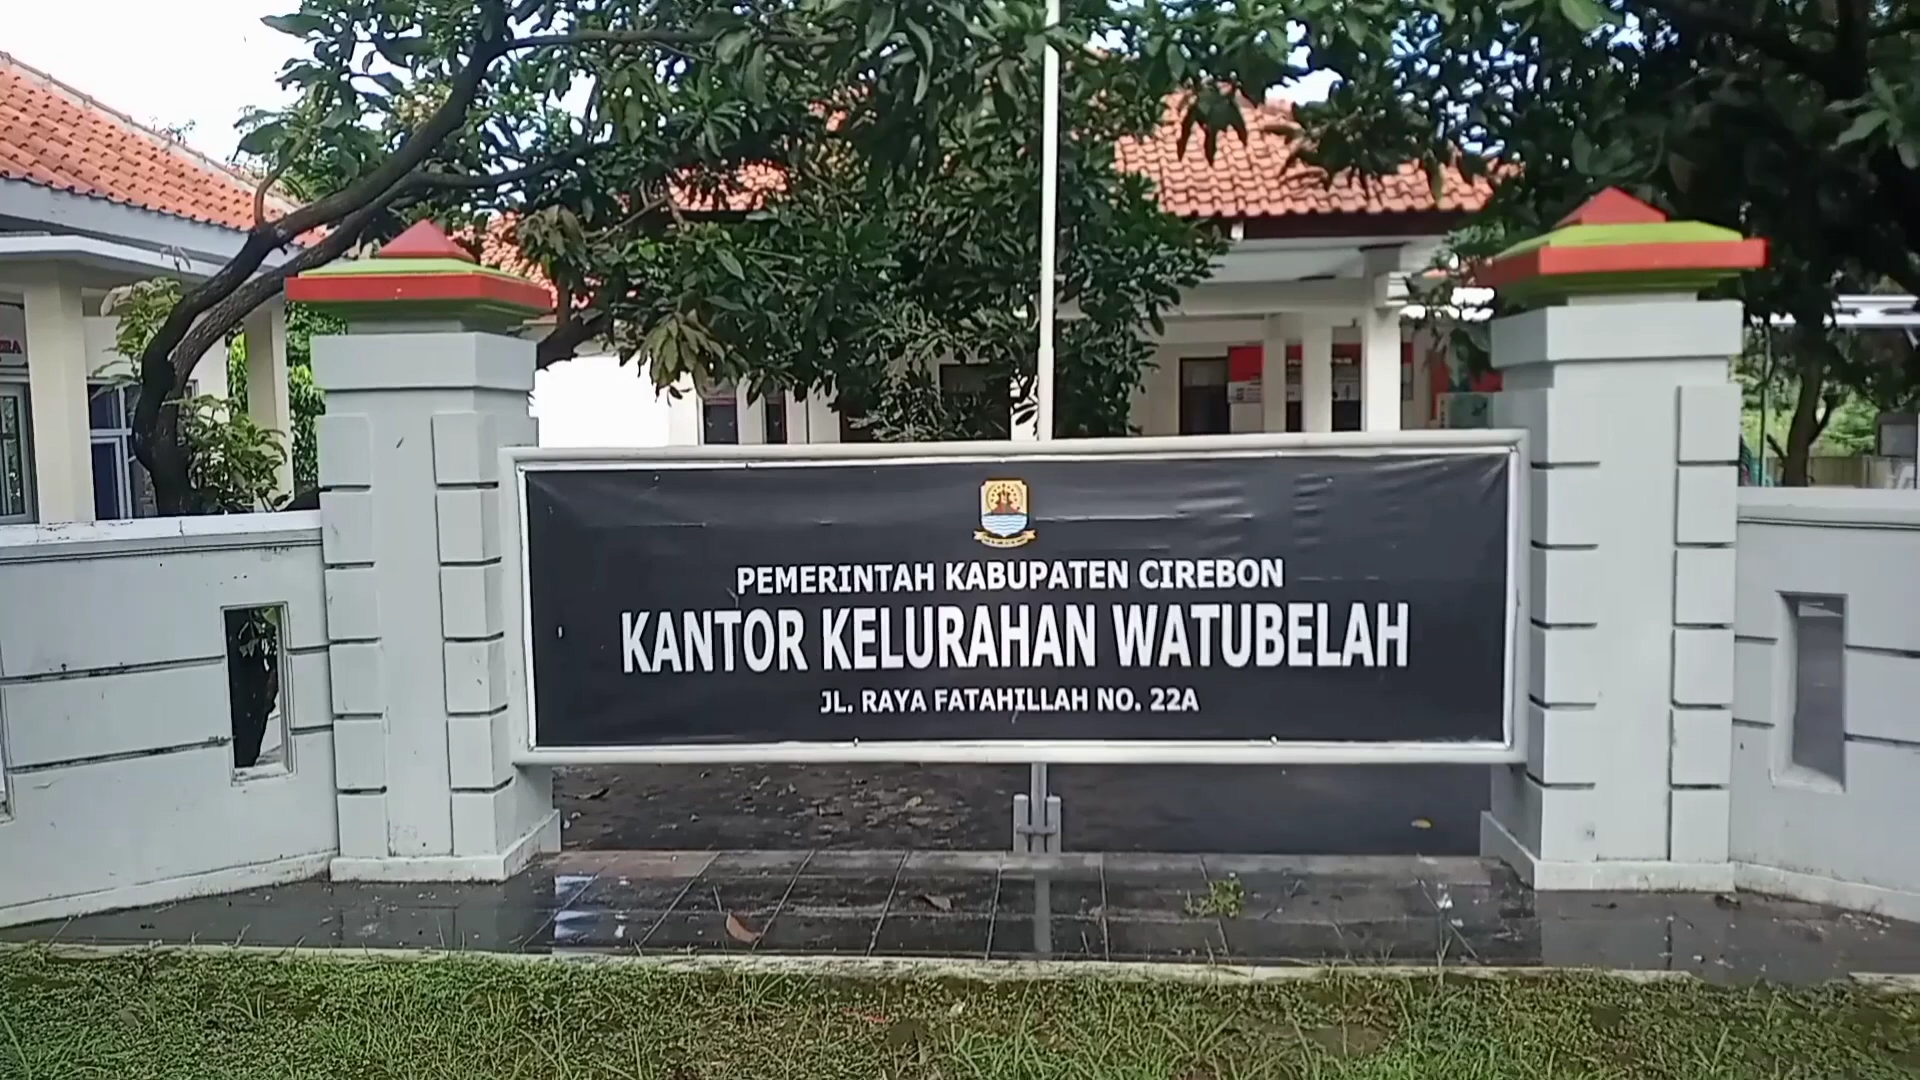 PEMERINTAH KABUPATEN CIREBON
KANTOR KELURAHAN WATUBELAH
JL. RAYA FATAHILLAH NO. 22A